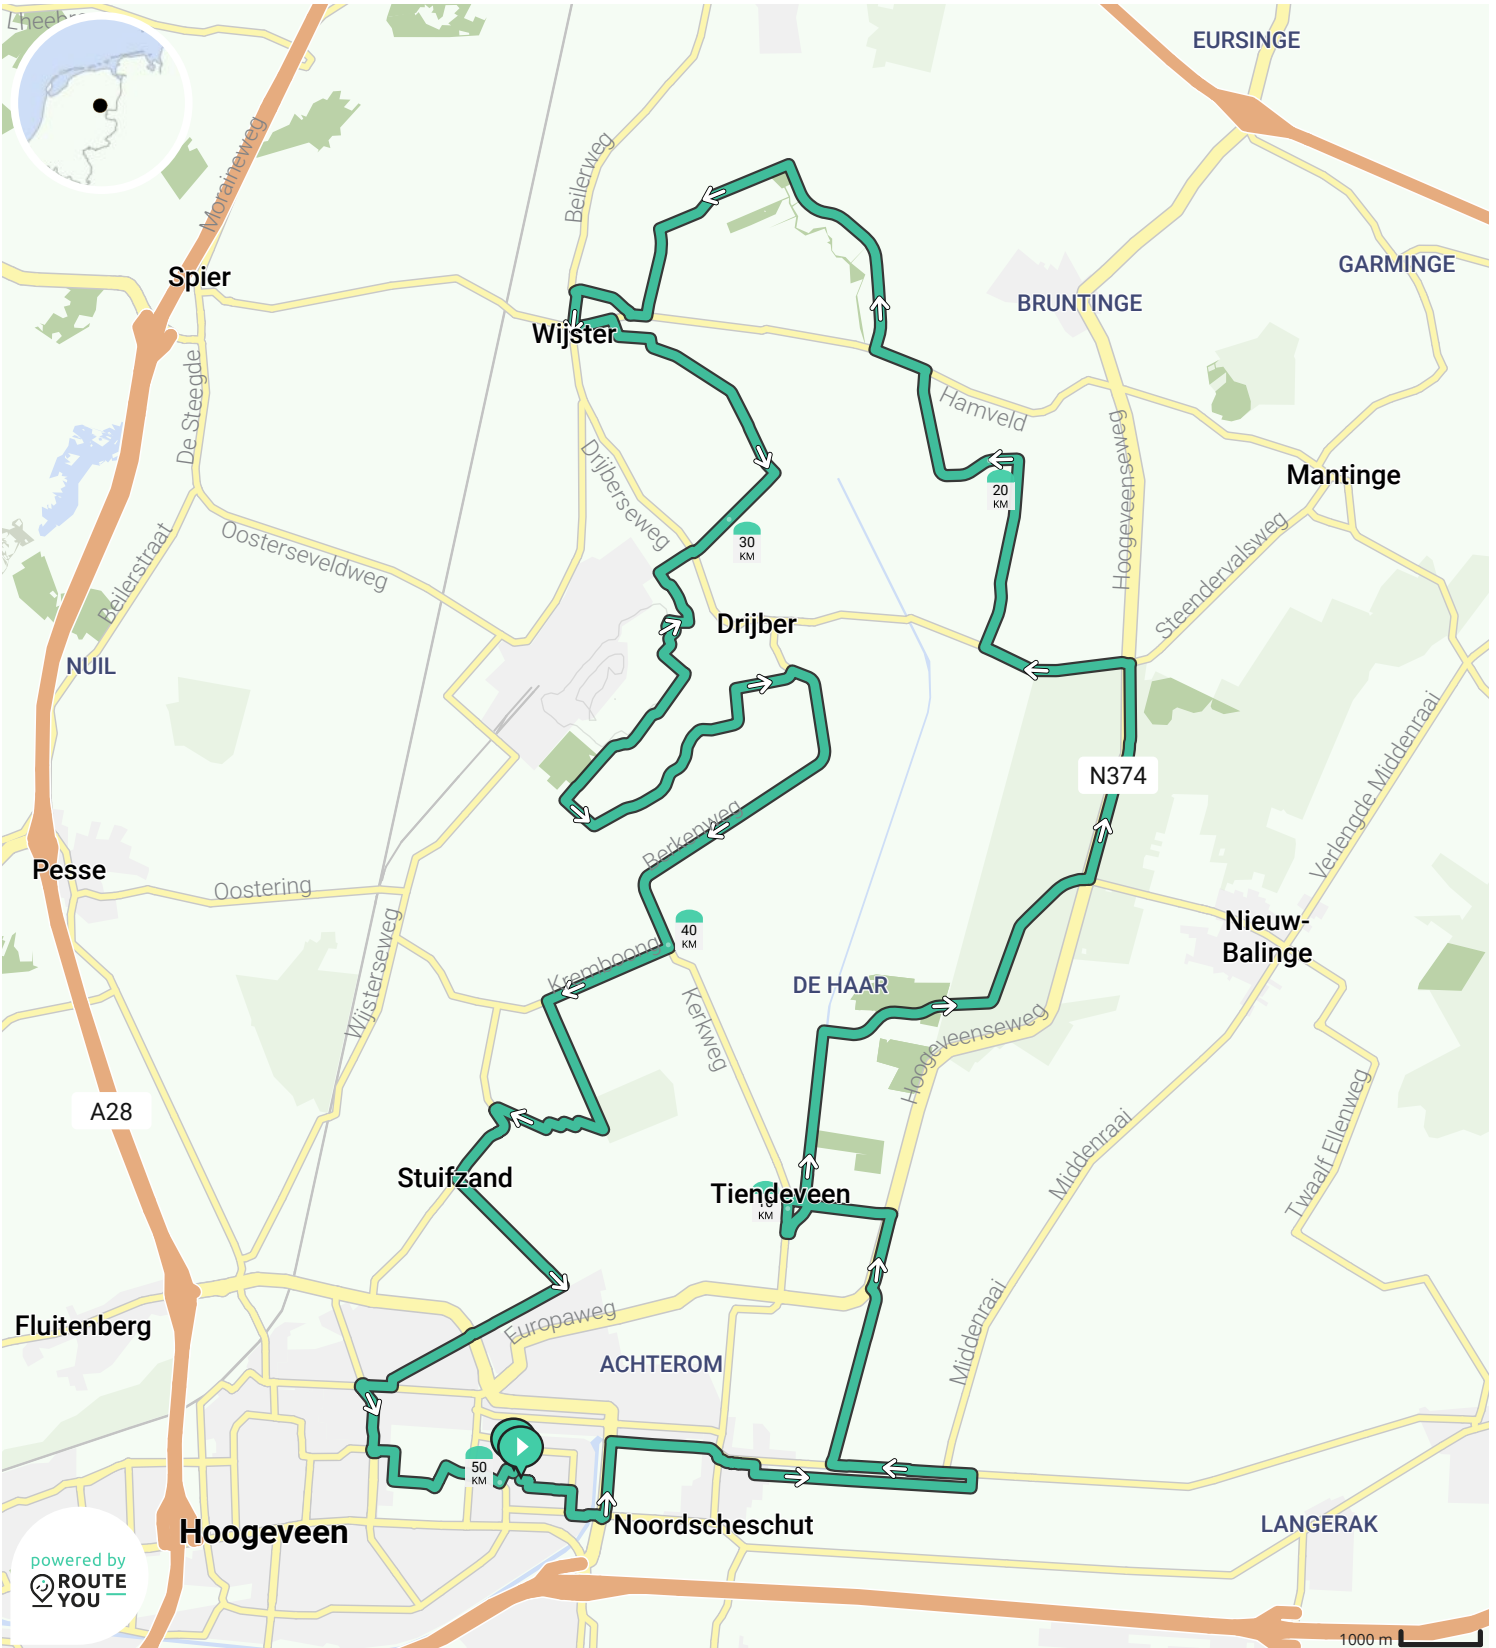 EURSINGE
Moraineweg
Beilerweg
GARMINGE
Spier
BRUNTINGE
Wijster
De Steegde
Hamveld
Hoogeveenseweg
Mantinge
20
KM
Drijberseweg
Oosterseveldweg
30
KM
Beilerstraat
Steendervalsweg
Drijber
NUIL
Verlengde Middenraai
N374
Berkenweg
Pesse
Oostering
Nieuw-
Balinge
40
KM
Kremboong
Wijsterseweg
DE HAAR
Kerkweg
Hoogeveenseweg
A28
Middenraai
Twaalf Ellenweg
Stuifzand
Tiendeveen
KM
Fluitenberg
Europaweg
Middenraai
ACHTEROM
50
KM
Hoogeveen
Noordscheschut
LANGERAK
powered by
ROUTE
YOU
1000 m